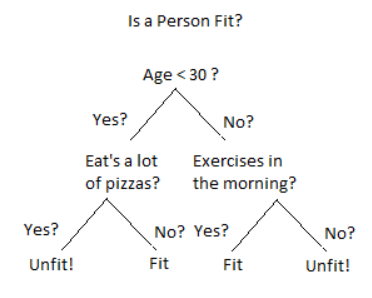 Is a Person Fit?
Age < 30 ?
Yes?
No?
Eat's a lot
of pizzas?
Exercises in
the morning?
Yes?
No?
Yes?
No?
Unfit!
Fit
Fit
Unfit!